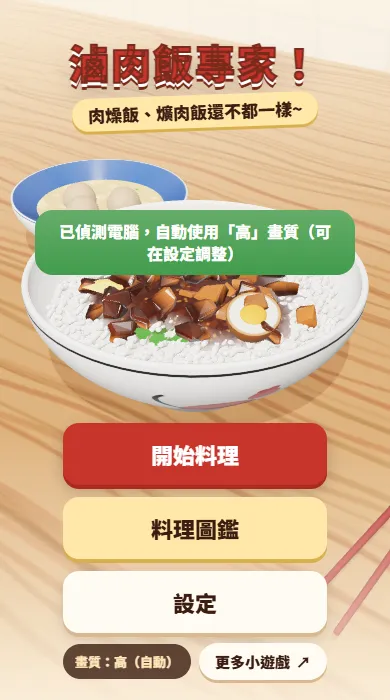 滷肉飯專家！
肉燥飯、爌肉飯還不都一樣~
已偵測電腦，自動使用「高」畫質（可
在設定調整）
開始料理
料理圖鑑
設定
畫質：高（自動）
更多小遊戲 ↗